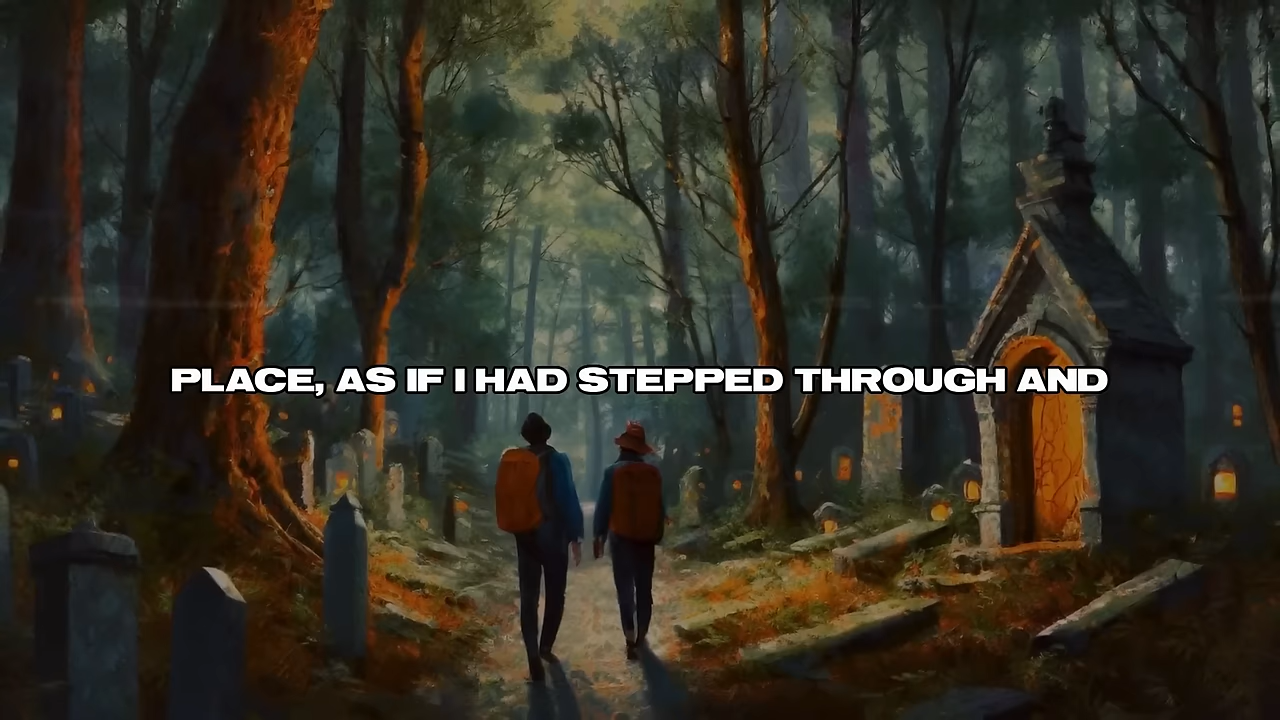 PLACE, AS IF I HAD STEPPED THROUGH AND